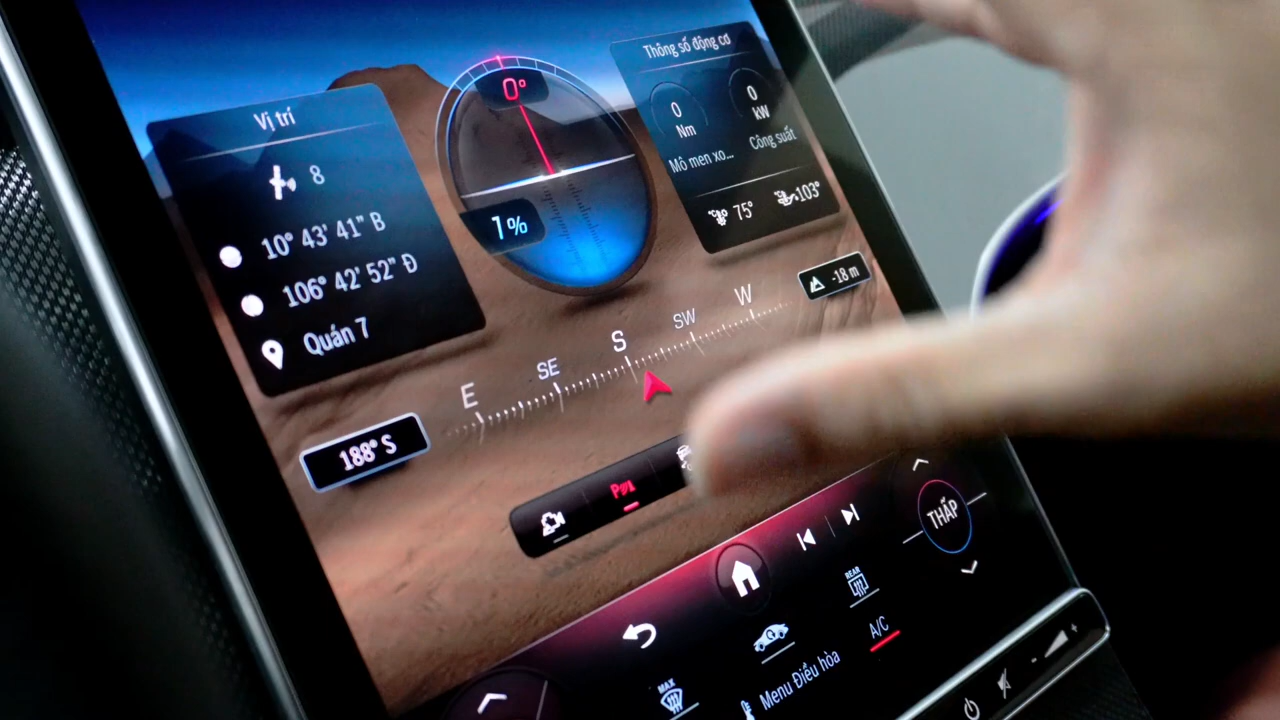 Vị trí
8
10° 43' 41" B
106° 42' 52" Đ
Quán 7
0°
1%
Thông số động cơ
0
Nm
Mô men xo...
0
kW
Công suất
75°
103°
-18 m
E
SE
S
SW
W
188° S
THẤP
REAR
A/C
MAX
Menu Điều hòa
- +